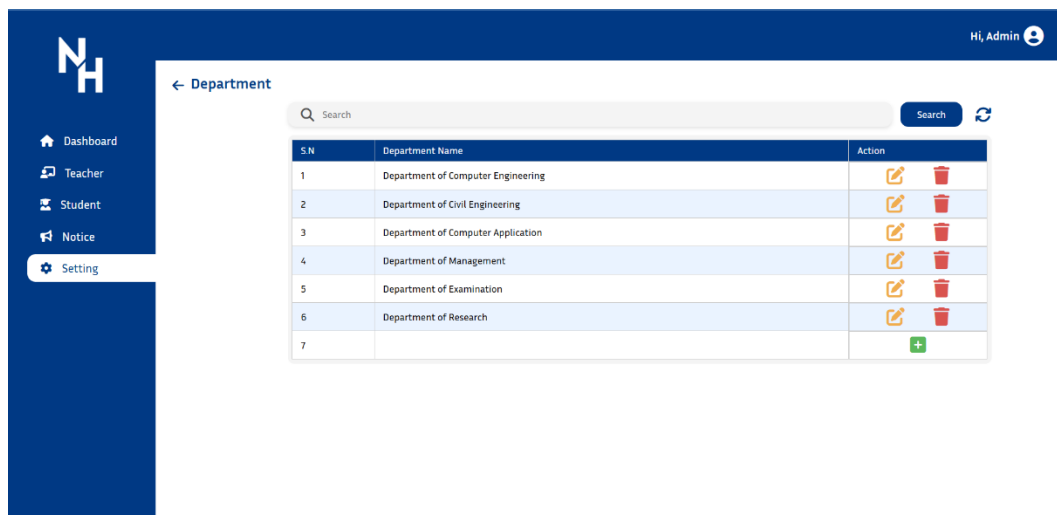 NH
Hi, Admin
← Department
Dashboard
Teacher
Student
Notice
Setting
Search
Search
S.N Department Name Action
1 Department of Computer Engineering
2 Department of Civil Engineering
3 Department of Computer Application
4 Department of Management
5 Department of Examination
6 Department of Research
7